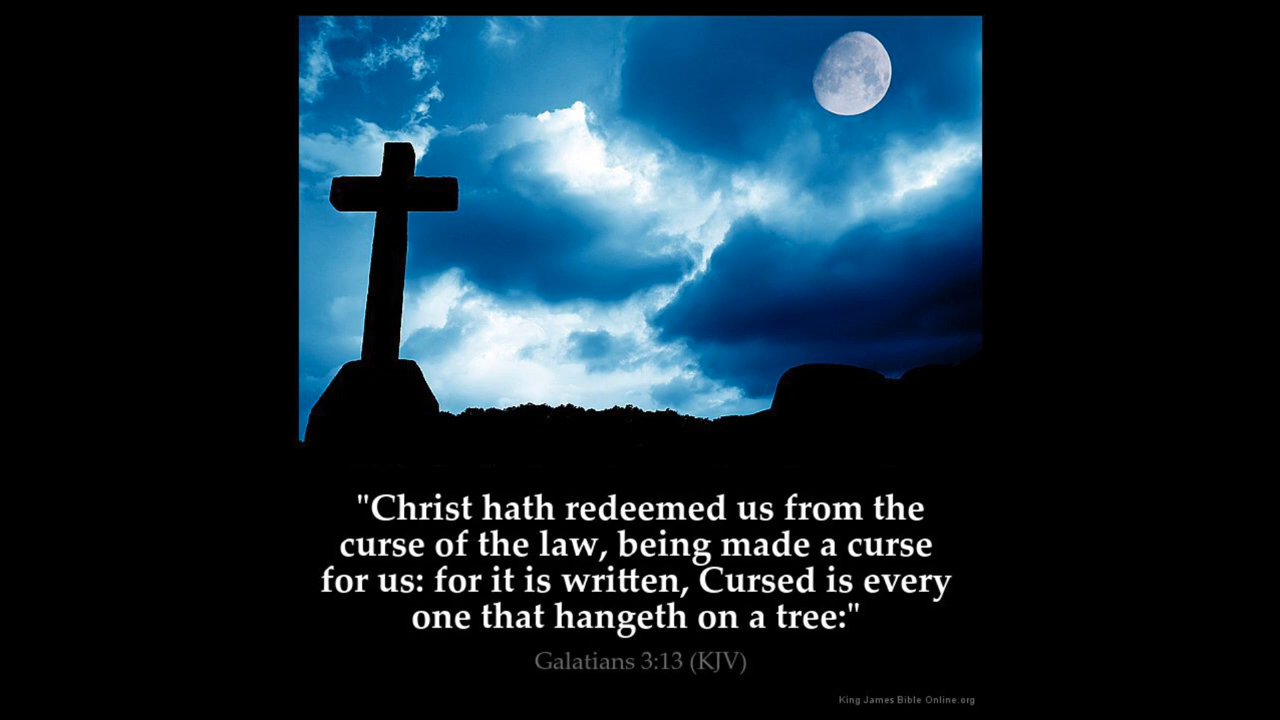 "Christ hath redeemed us from the
curse of the law, being made a curse
for us: for it is written, Cursed is every
one that hangeth on a tree:"
Galatians 3:13 (KJV)
King James Bible Online.org